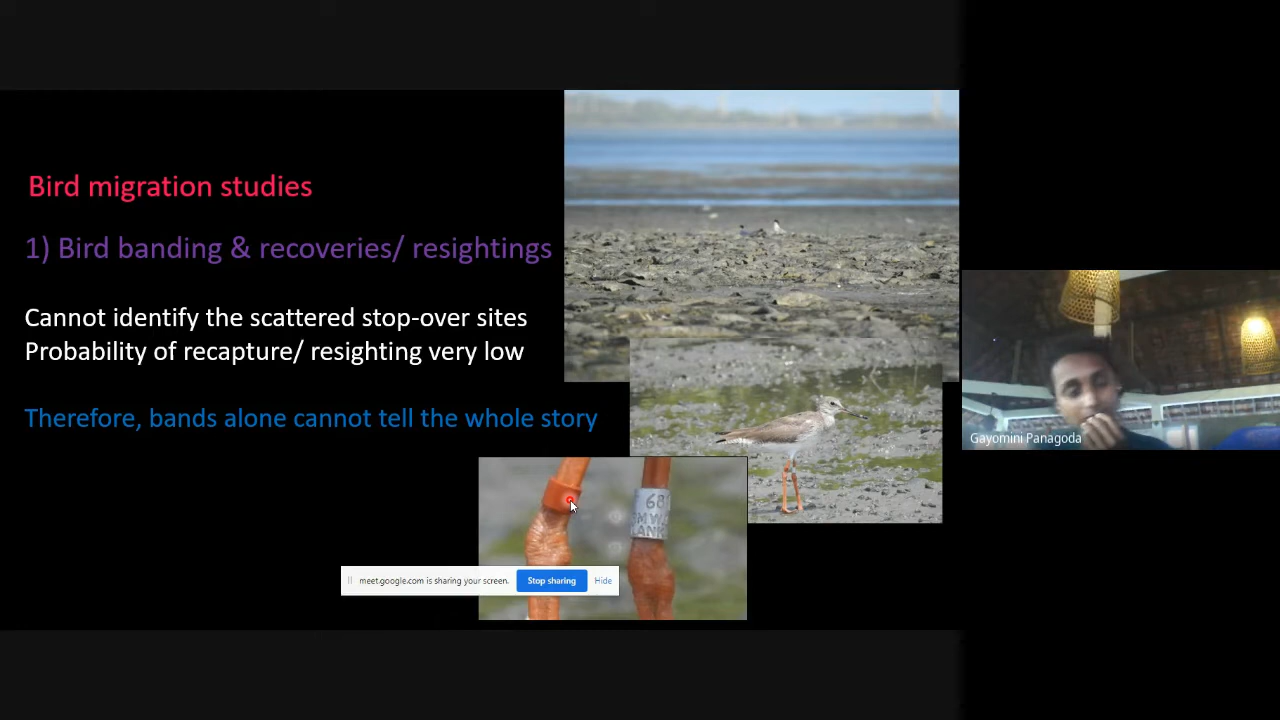 Bird migration studies
1) Bird banding & recoveries/ resightings
Cannot identify the scattered stop-over sites
Probability of recapture/ resighting very low
Therefore, bands alone cannot tell the whole story
68
LANK
meet.google.com is sharing your screen.
Stop sharing
Hide
Gayomini Panagoda